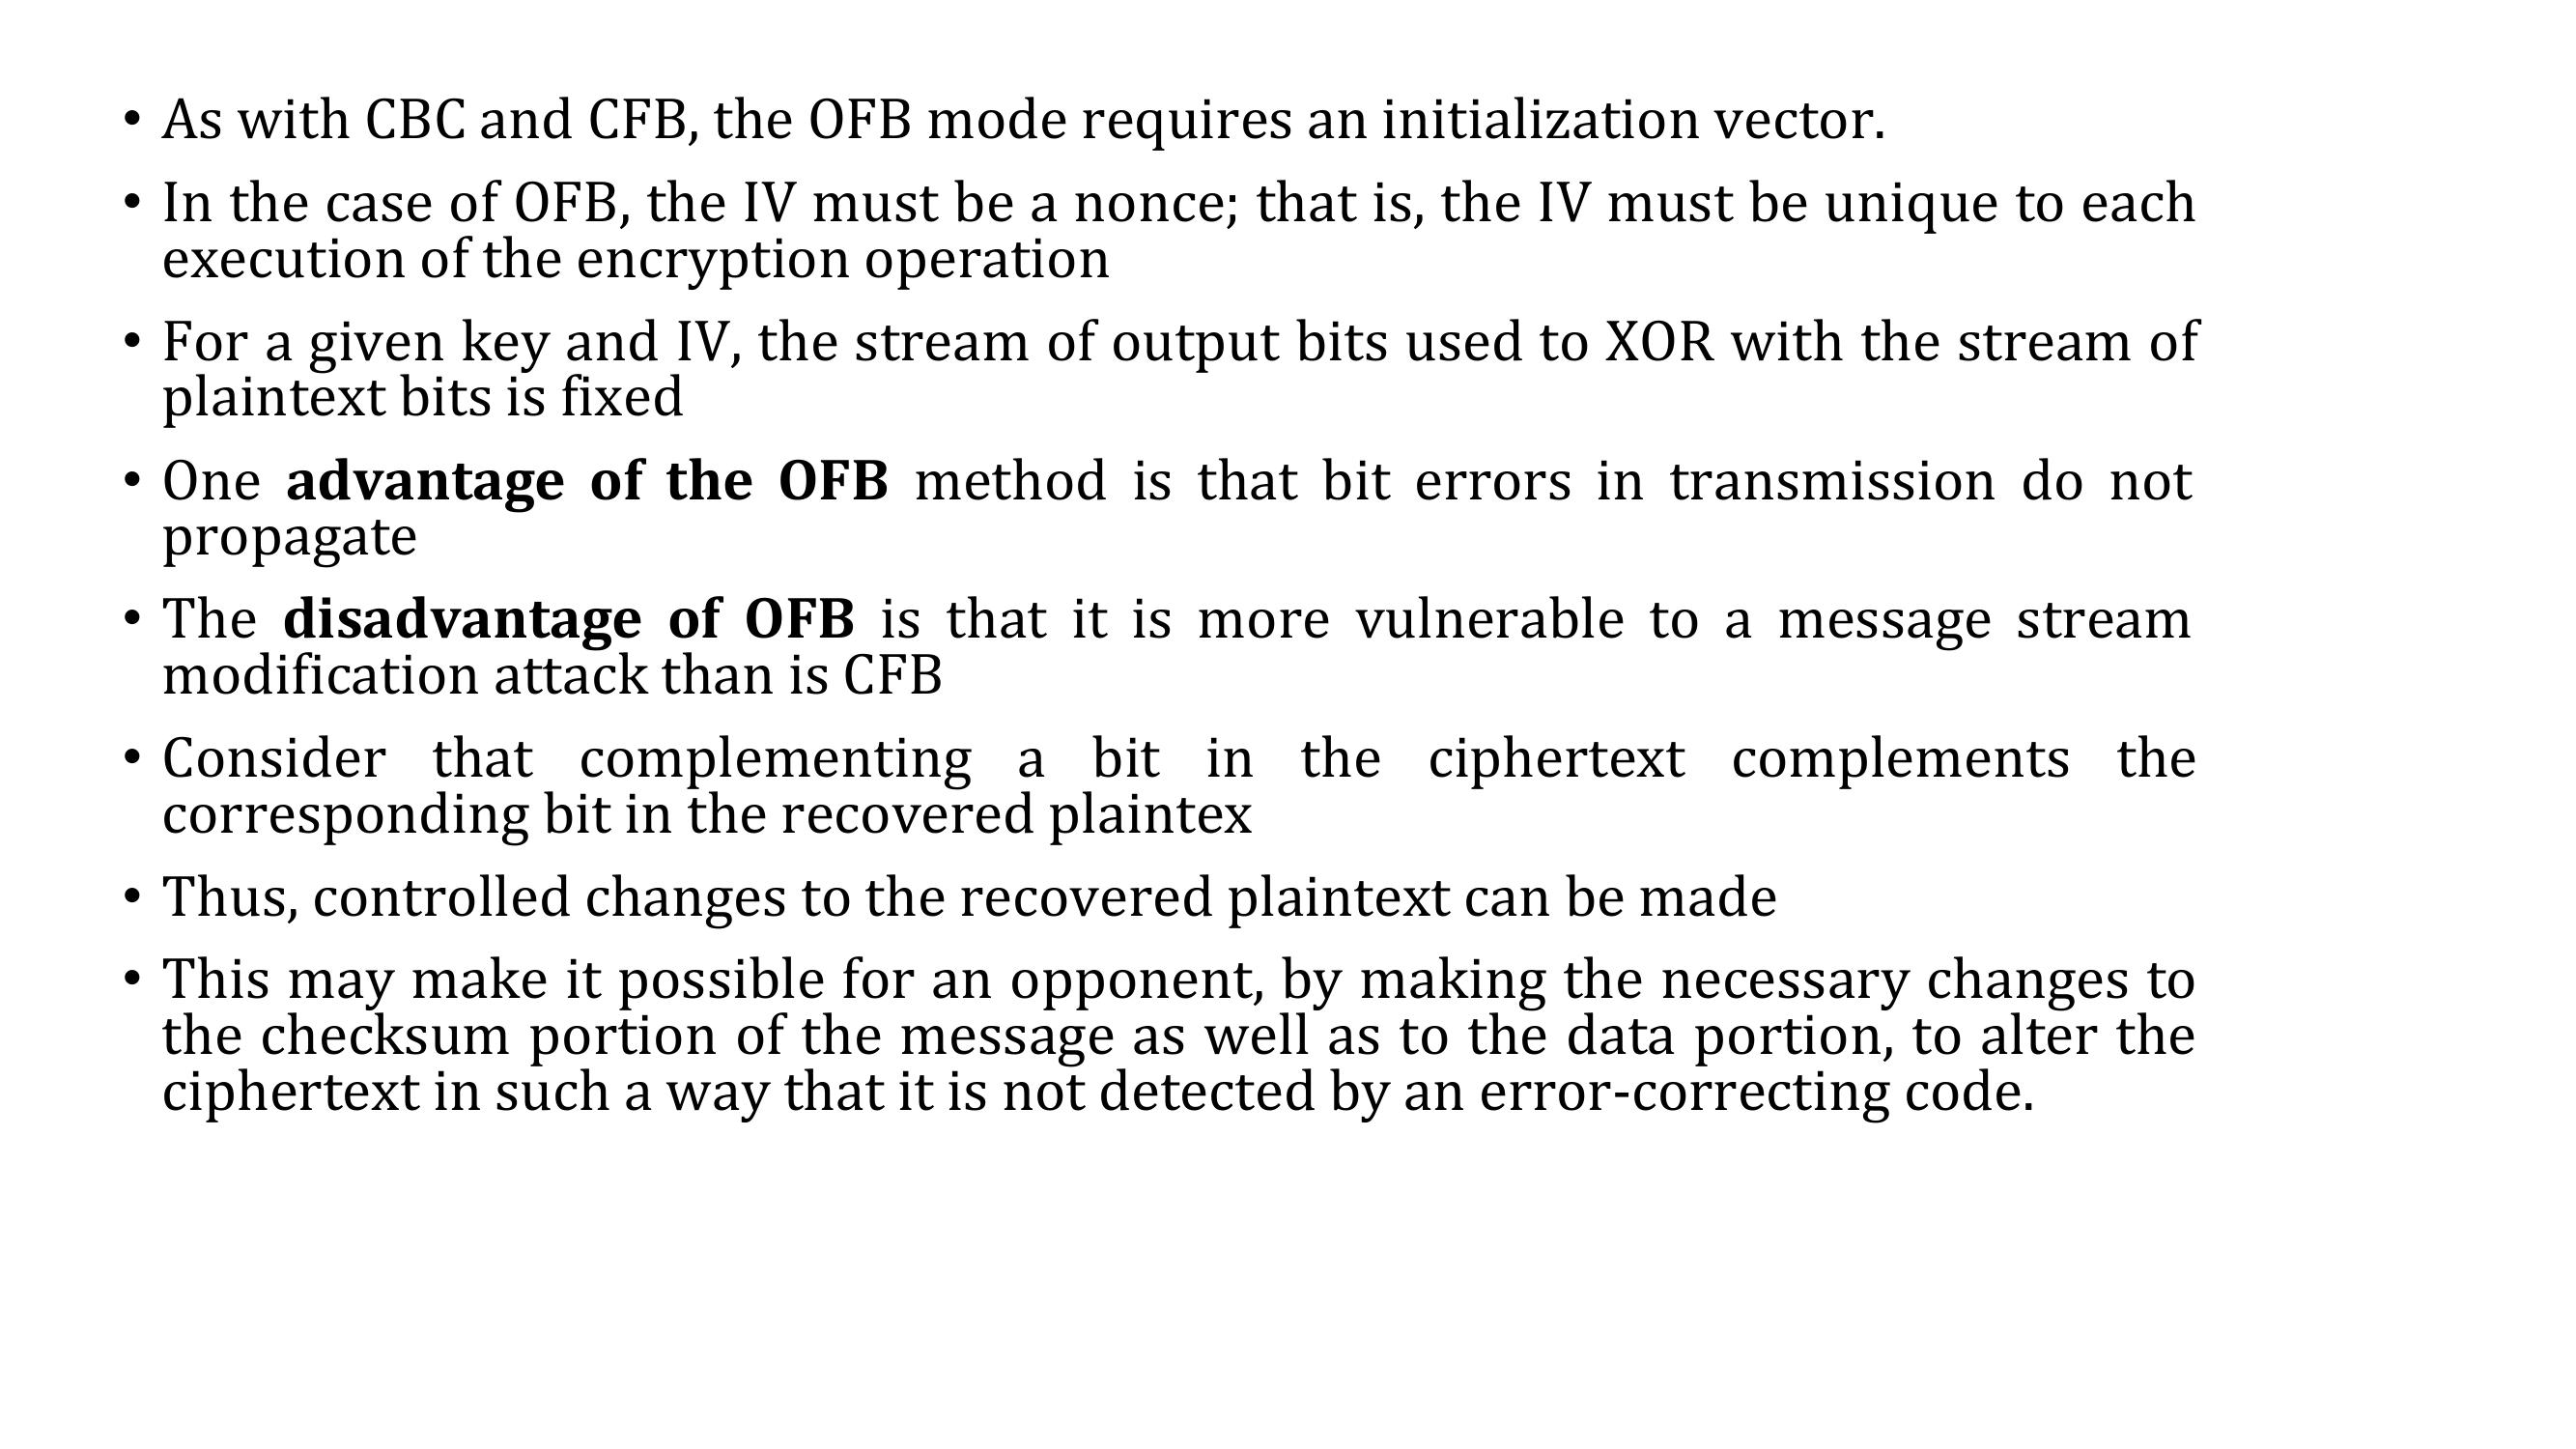 • As with CBC and CFB, the OFB mode requires an initialization vector.
• In the case of OFB, the IV must be a nonce; that is, the IV must be unique to each
execution of the encryption operation
• For a given key and IV, the stream of output bits used to XOR with the stream of
plaintext bits is fixed
• One advantage of the OFB method is that bit errors in transmission do not
propagate
• The disadvantage of OFB is that it is more vulnerable to a message stream
modification attack than is CFB
• Consider that complementing a bit in the ciphertext complements the
corresponding bit in the recovered plaintex
• Thus, controlled changes to the recovered plaintext can be made
• This may make it possible for an opponent, by making the necessary changes to
the checksum portion of the message as well as to the data portion, to alter the
ciphertext in such a way that it is not detected by an error-correcting code.